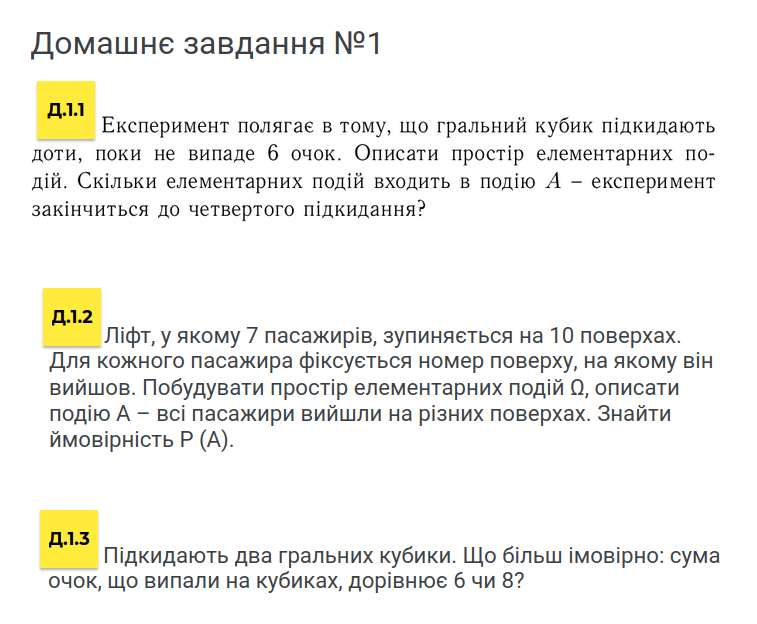 Домашнє завдання №1
Д.1.1
Експеримент полягає в тому, що гральний кубик підкидають
доти, поки не випаде 6 очок. Описати простір елементарних по-
дій. Скільки елементарних подій входить в подію A – експеримент
закінчиться до четвертого підкидання?
Д.1.2
Ліфт, у якому 7 пасажирів, зупиняється на 10 поверхах.
Для кожного пасажира фіксується номер поверху, на якому він
вийшов. Побудувати простір елементарних подій Ω, описати
подію А – всі пасажири вийшли на різних поверхах. Знайти
ймовірність P (A).
Д.1.3
Підкидають два гральних кубики. Що більш імовірно: сума
очок, що випали на кубиках, дорівнює 6 чи 8?